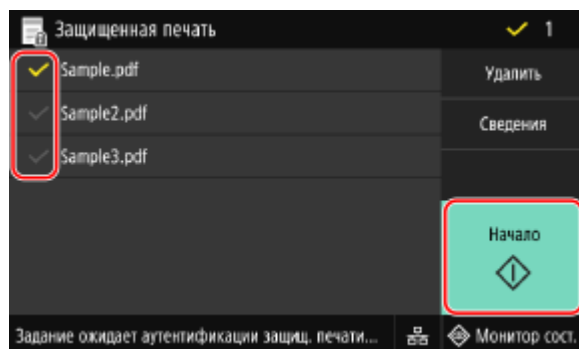 Защищенная печать
1
Sample.pdf
Sample2.pdf
Sample3.pdf
Удалить
Сведения
Начало
Задание ожидает аутентификации защищ. печати...
Монитор сост.